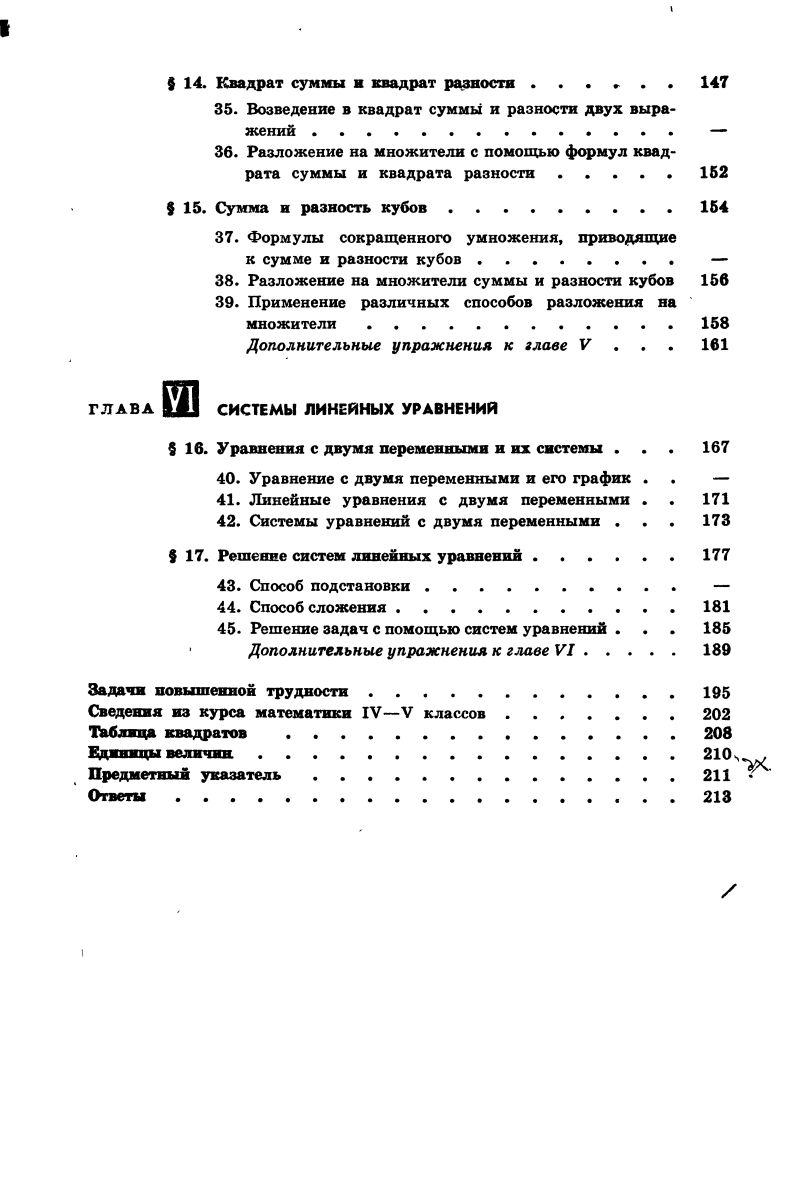 § 14. Квадрат суммы и квадрат разности . . . . . . 147
35. Возведение в квадрат суммы и разности двух выра-
жений . . . . . . . . . . . . . . —
36. Разложение на множители с помощью формул квад-
рата суммы и квадрата разности . . . . . 152
§ 15. Сумма и разность кубов . . . . . . . . . 154
37. Формулы сокращенного умножения, приводящие
к сумме и разности кубов . . . . . . . . —
38. Разложение на множители суммы и разности кубов 156
39. Применение различных способов разложения на
множители . . . . . . . . . . . . 158
Дополнительные упражнения к главе V . . . 161
ГЛАВА VI СИСТЕМЫ ЛИНЕЙНЫХ УРАВНЕНИЙ
§ 16. Уравнения с двумя переменными и их системы . . . 167
40. Уравнение с двумя переменными и его график . . —
41. Линейные уравнения с двумя переменными . . 171
42. Системы уравнений с двумя переменными . . . 173
§ 17. Решение систем линейных уравнений . . . . . . 177
43. Способ подстановки . . . . . . . . . . —
44. Способ сложения . . . . . . . . . . . 181
45. Решение задач с помощью систем уравнений . . . 185
Дополнительные упражнения к главе VI . . . . . 189
Задачи повышенной трудности . . . . . . . . . . . . 195
Сведения из курса математики IV—V классов . . . . . . . 202
Таблица квадратов . . . . . . . . . . . . . . . 208
Единицы величин . . . . . . . . . . . . . . . . 210
Предметный указатель . . . . . . . . . . . . . . 211
Ответы . . . . . . . . . . . . . . . . . . . 213